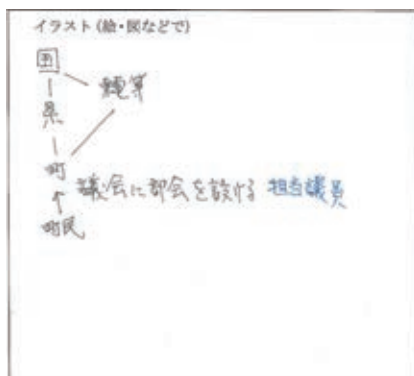 イラスト(絵・図などで)
国
県
町
議会に部会を設ける 担当議員
町民